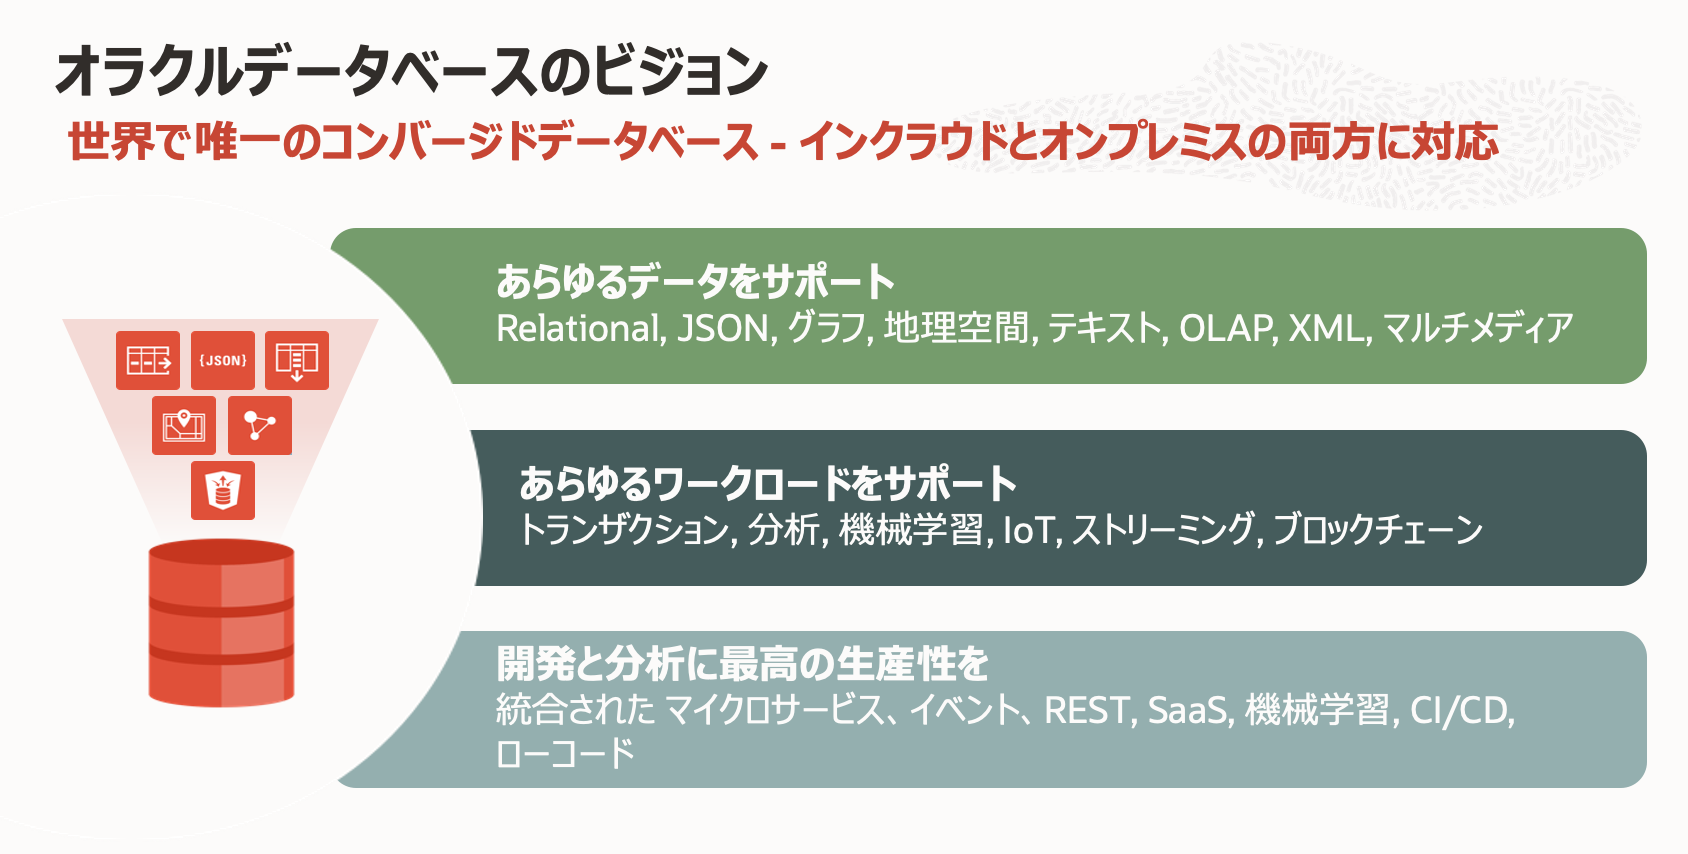 オラクルデータベースのビジョン
世界で唯一のコンバージドデータベース - インクラウドとオンプレミスの両方に対応
あらゆるデータをサポート
Relational, JSON, グラフ, 地理空間, テキスト, OLAP, XML, マルチメディア
{JSON}
あらゆるワークロードをサポート
トランザクション, 分析, 機械学習, IoT, ストリーミング, ブロックチェーン
開発と分析に最高の生産性を
統合された マイクロサービス、イベント、REST, SaaS, 機械学習, CI/CD,
ローコード